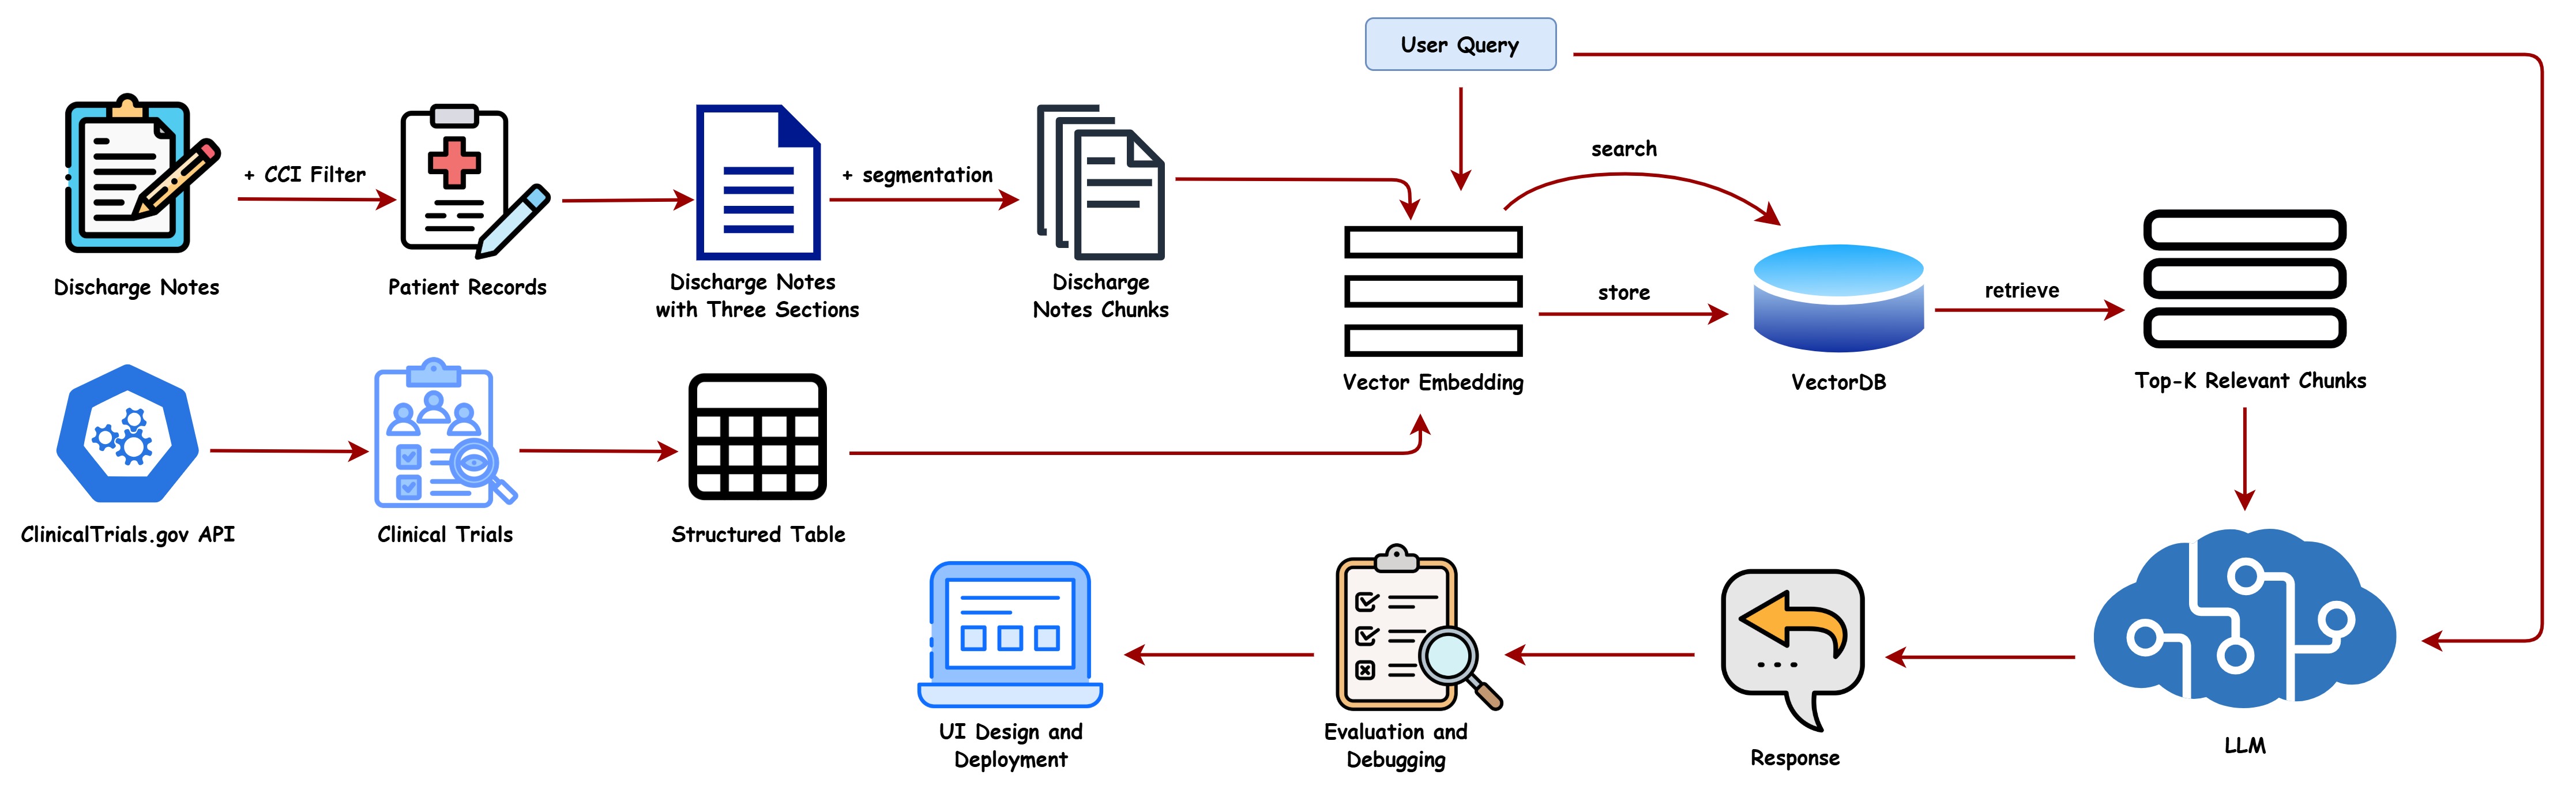 User Query
search
+ CCI Filter
+ segmentation
Discharge Notes
Patient Records
Discharge Notes
with Three Sections
Discharge
Notes Chunks
store
retrieve
Vector Embedding
VectorDB
Top-K Relevant Chunks
ClinicalTrials.gov API
Clinical Trials
Structured Table
UI Design and
Deployment
Evaluation and
Debugging
Response
LLM